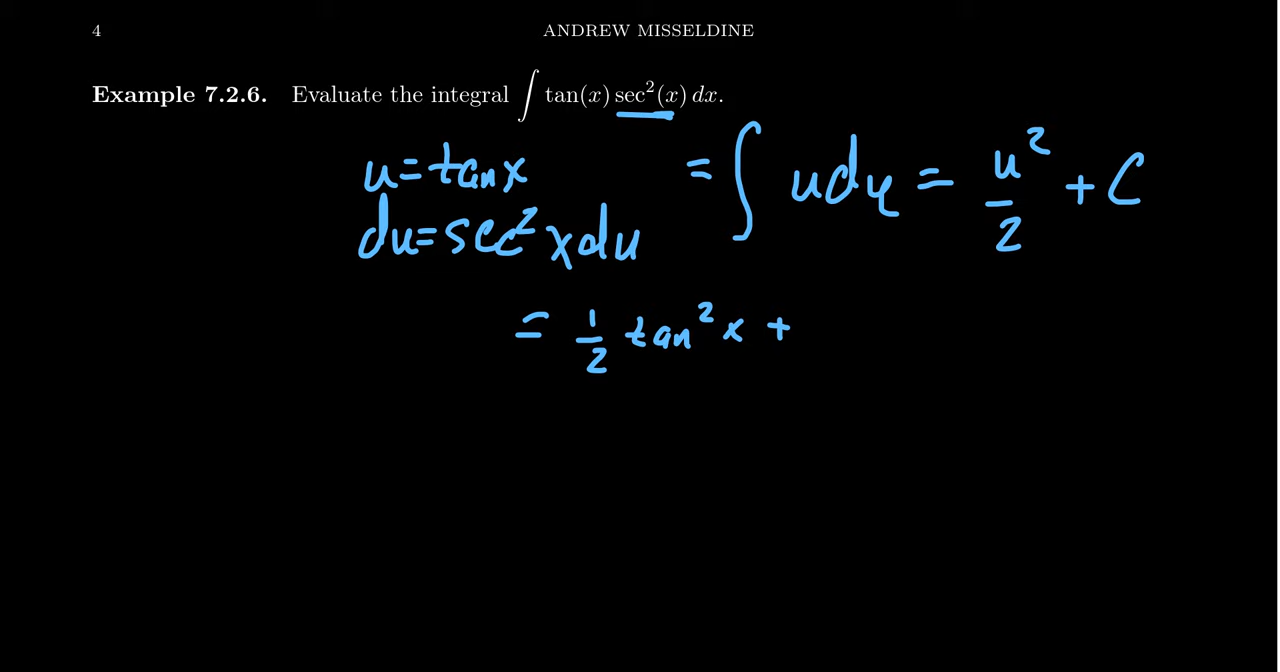 4 ANDREW MISSELDINE
Example 7.2.6. Evaluate the integral ∫ tan(x) sec²(x) dx.
u = tan x = ∫ u du = u²/2 + C
du = sec² x du
= 1/2 tan² x +